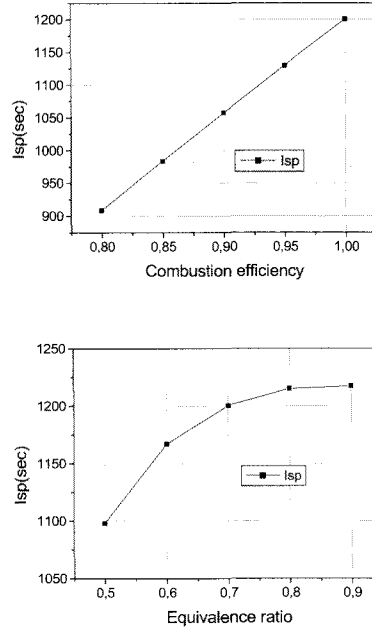 1200
1150
1100
1050
1000
950
900
Isp(sec)
Isp
0,80 0,85 0,90 0,95 1,00
Combustion efficiency
1250
1200
1150
1100
1050
Isp(sec)
Isp
0,5 0,6 0,7 0,8 0,9
Equivalence ratio